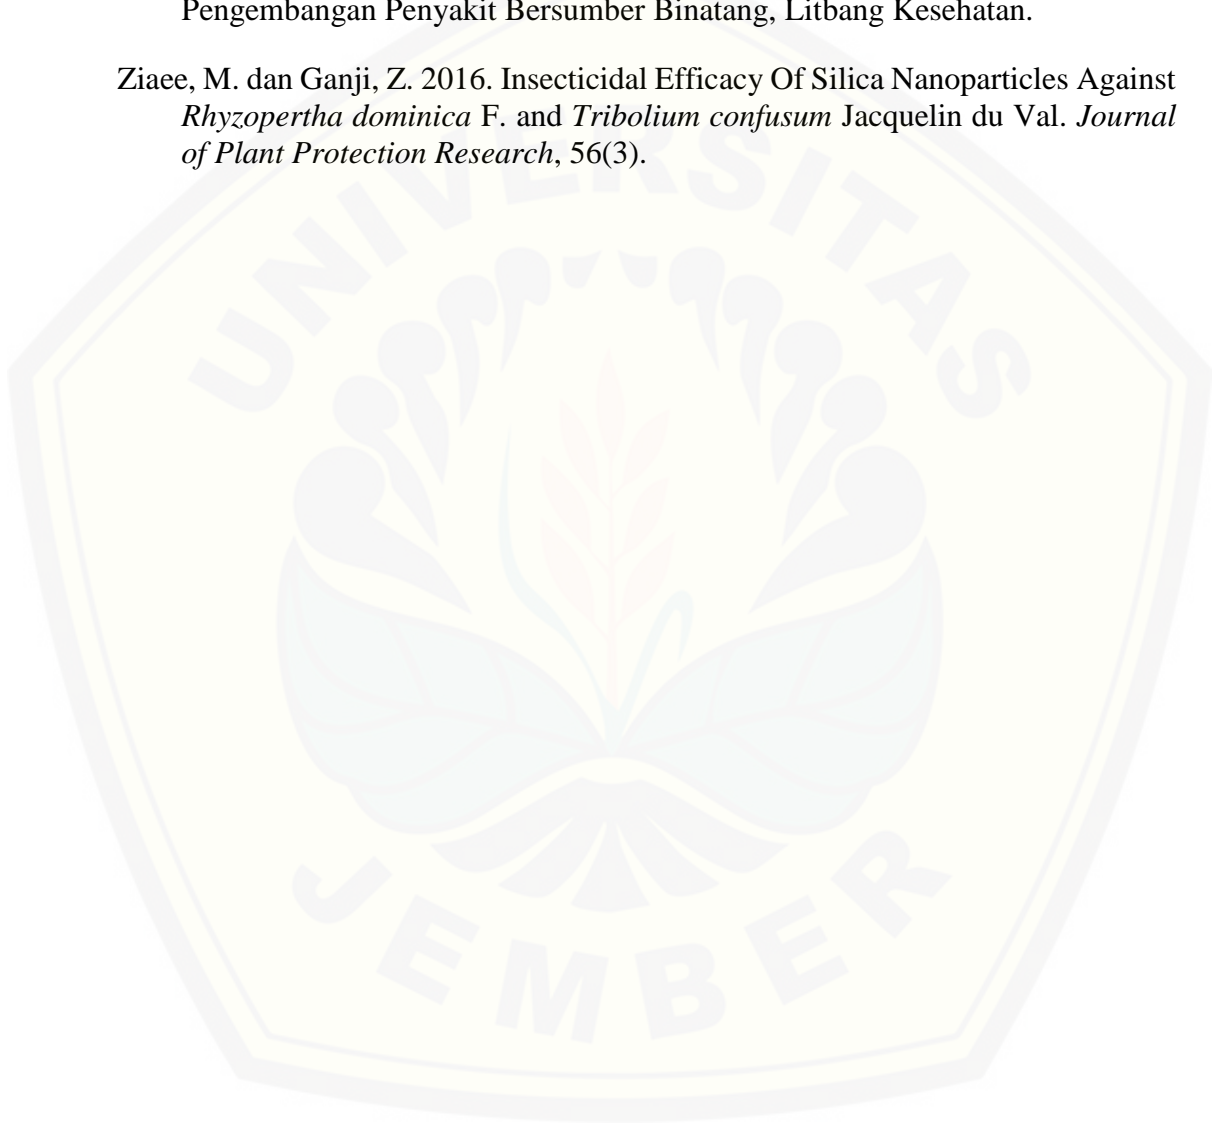 Pengembangan Penyakit Bersumber Binatang, Litbang Kesehatan.
Ziaee, M. dan Ganji, Z. 2016. Insecticidal Efficacy Of Silica Nanoparticles Against
Rhyzopertha dominica F. and Tribolium confusum Jacquelin du Val. Journal
of Plant Protection Research, 56(3).
UNIVERSITAS
JEMBER